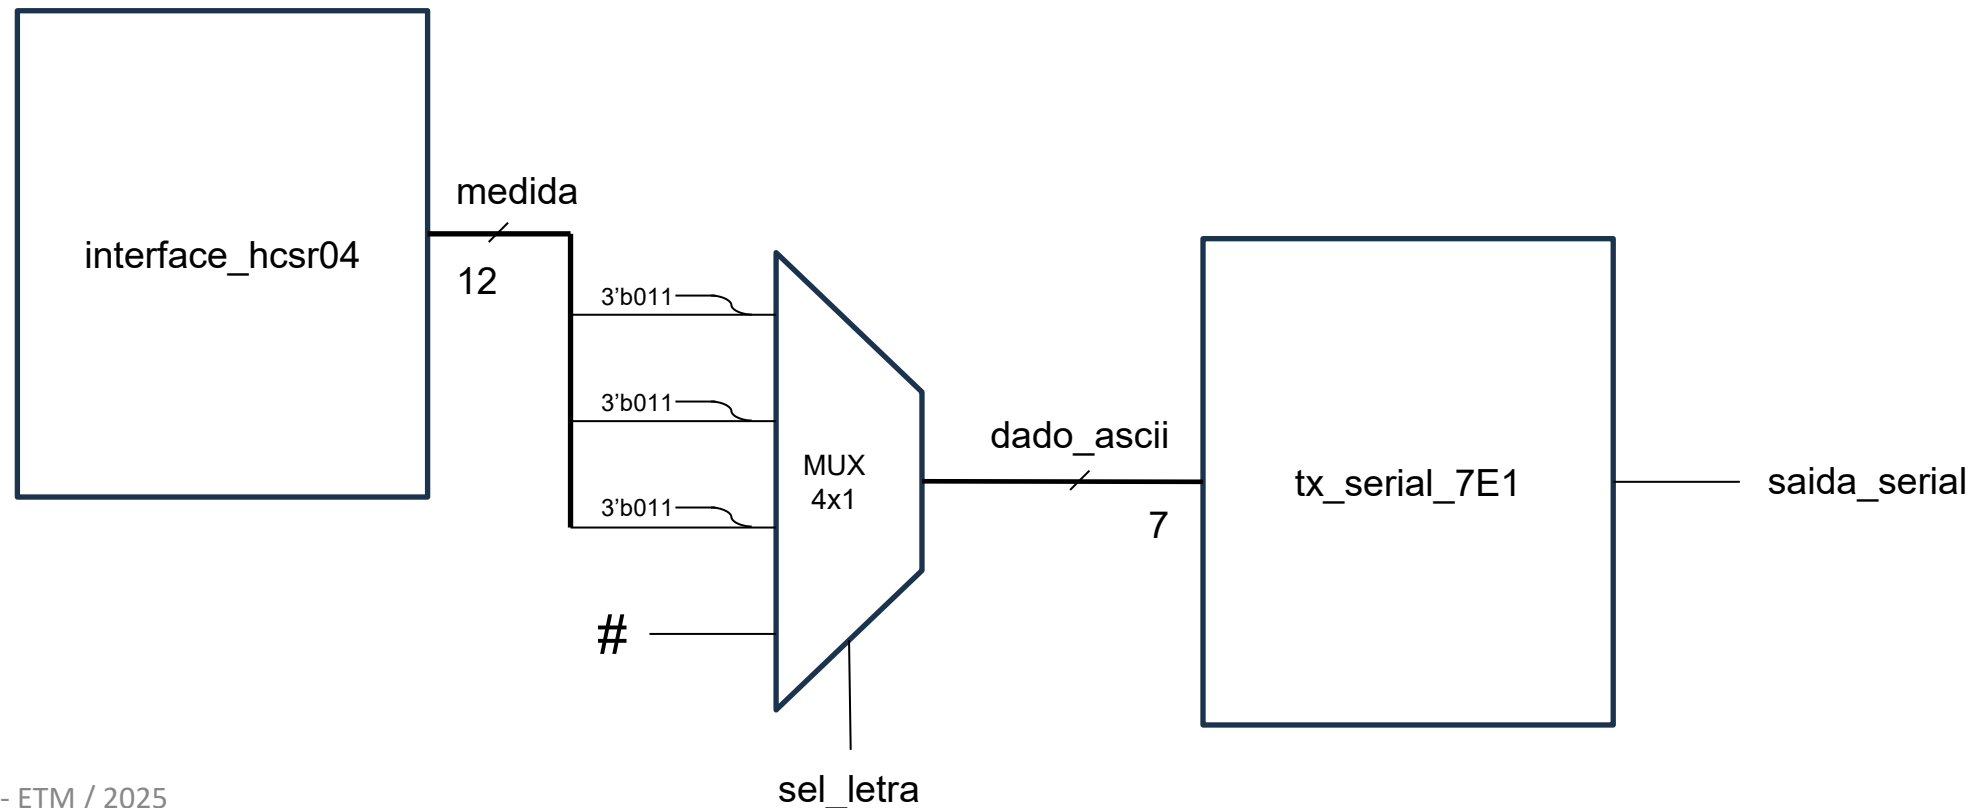 medida
interface_hcsr04
12
3’b011
3’b011
3’b011
#
MUX
4x1
sel_letra
dado_ascii
7
tx_serial_7E1
saida_serial
- ETM / 2025